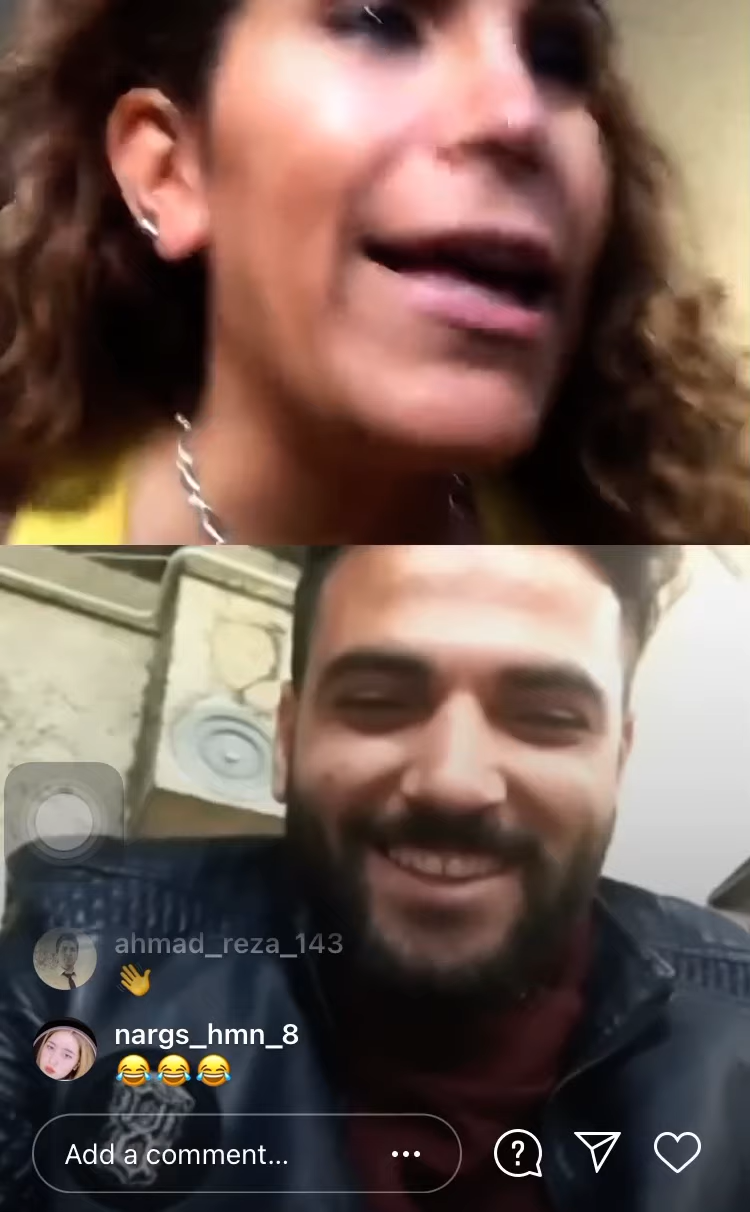 ahmad_reza_143
👋
nargs_hmn_8
😂😂😂
Add a comment...